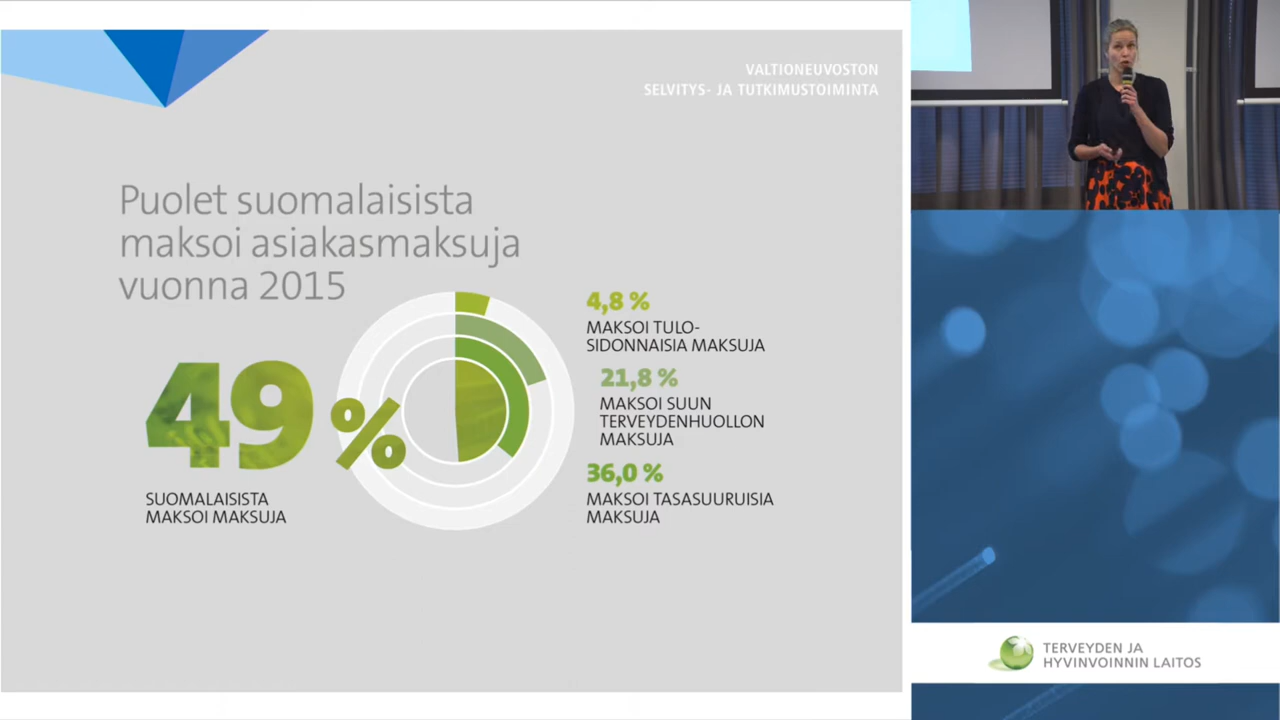 VALTIONEUVOSTON
SELVITYS- JA TUTKIMUSTOIMINTA
Puolet suomalaisista
maksoi asiakasmaksuja
vuonna 2015
49 %
SUOMALAISISTA
MAKSOI MAKSUJA
4,8 %
MAKSOI TULO-
SIDONNAISIA MAKSUJA
21,8 %
MAKSOI SUUN
TERVEYDENHUOLLON
MAKSUJA
36,0 %
MAKSOI TASASUURUISIA
MAKSUJA
TERVEYDEN JA
HYVINVOINNIN LAITOS